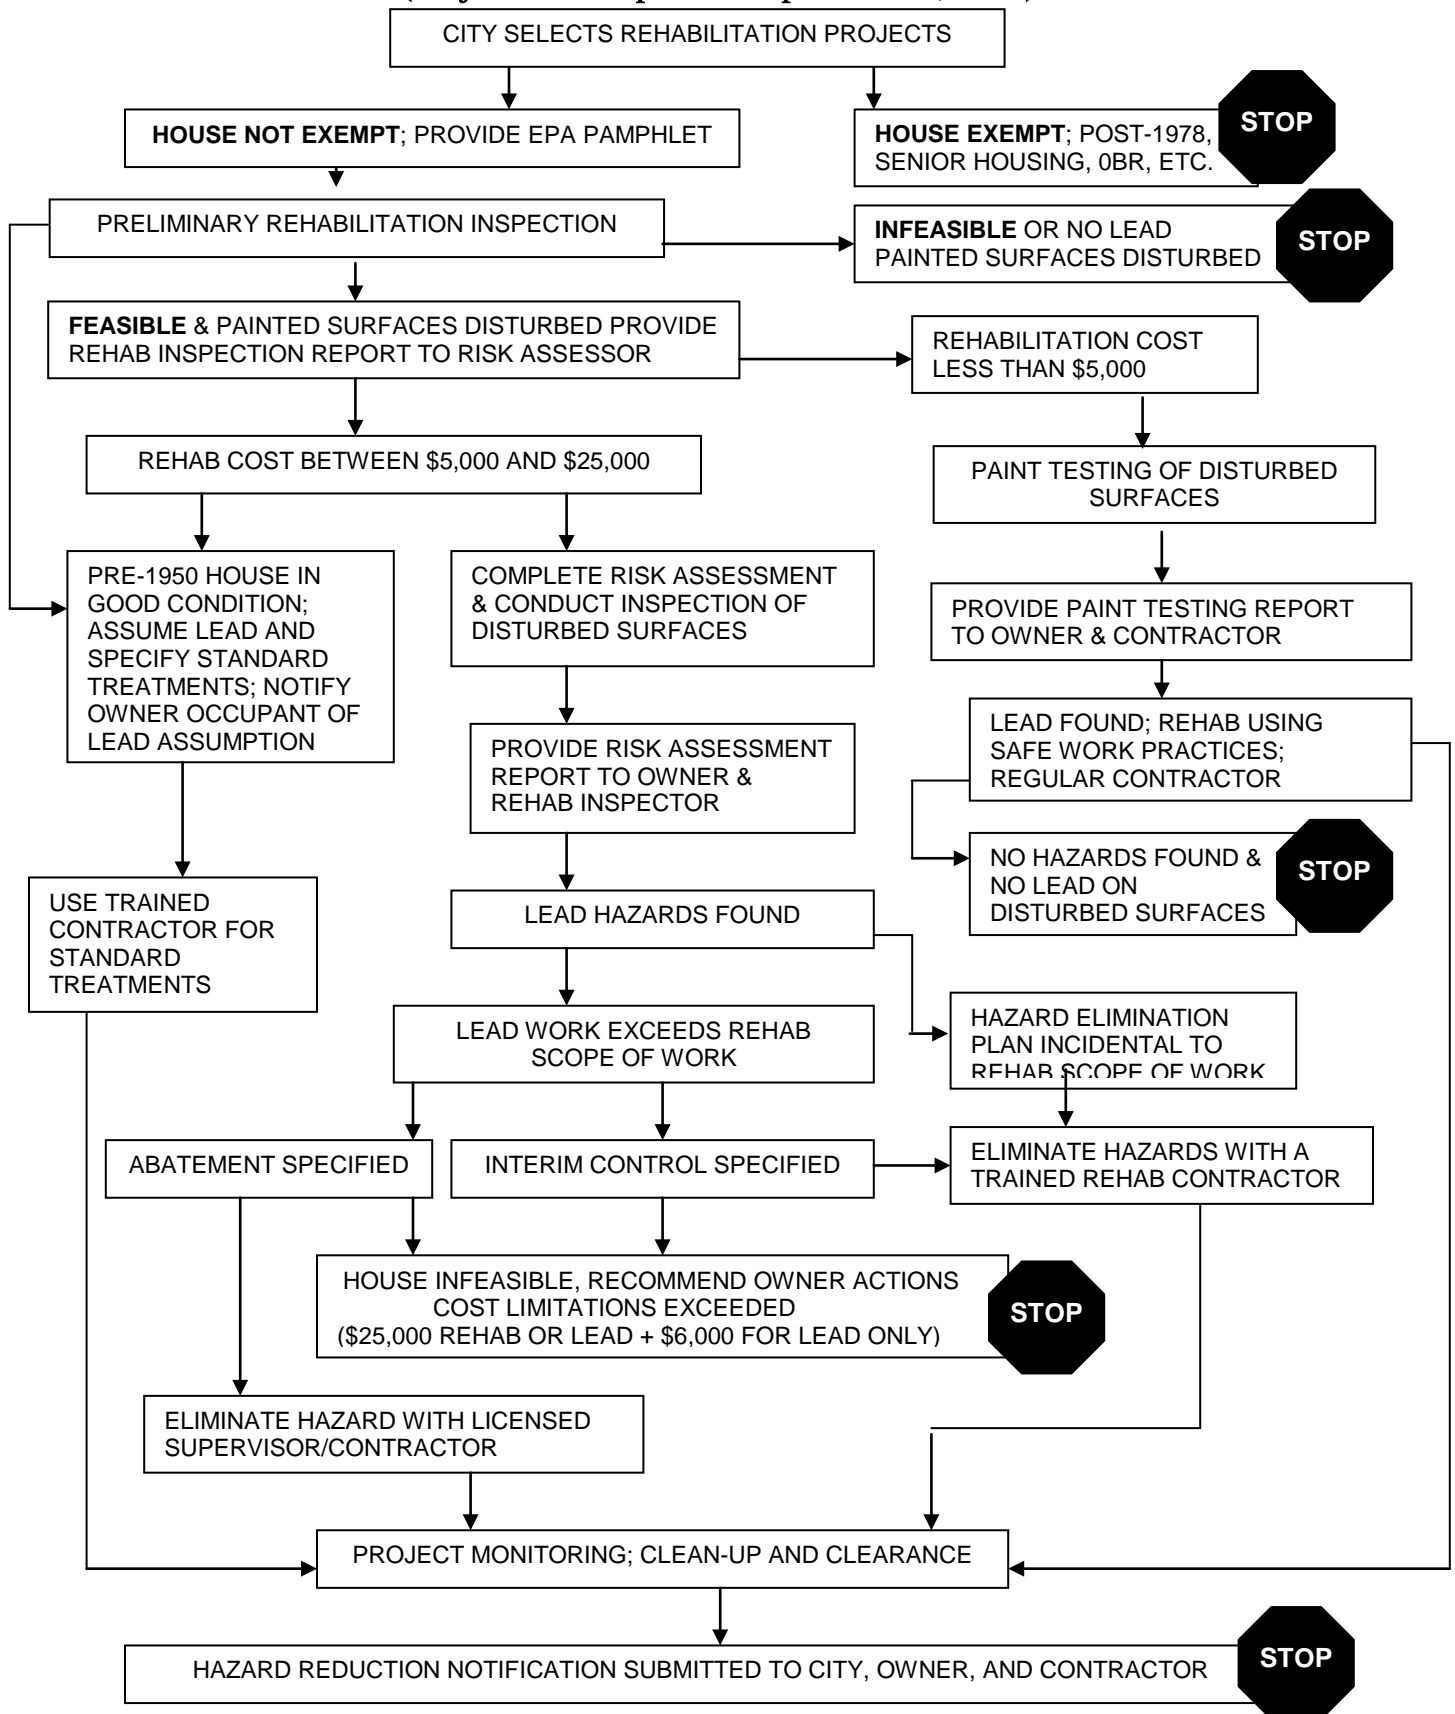 CITY SELECTS REHABILITATION PROJECTS
HOUSE NOT EXEMPT; PROVIDE EPA PAMPHLET
HOUSE EXEMPT; POST-1978,
SENIOR HOUSING, 0BR, ETC.
STOP
PRELIMINARY REHABILITATION INSPECTION
INFEASIBLE OR NO LEAD
PAINTED SURFACES DISTURBED
STOP
FEASIBLE & PAINTED SURFACES DISTURBED PROVIDE
REHAB INSPECTION REPORT TO RISK ASSESSOR
REHABILITATION COST
LESS THAN $5,000
REHAB COST BETWEEN $5,000 AND $25,000
PAINT TESTING OF DISTURBED
SURFACES
PRE-1950 HOUSE IN
GOOD CONDITION;
ASSUME LEAD AND
SPECIFY STANDARD
TREATMENTS; NOTIFY
OWNER OCCUPANT OF
LEAD ASSUMPTION
COMPLETE RISK ASSESSMENT
& CONDUCT INSPECTION OF
DISTURBED SURFACES
PROVIDE PAINT TESTING REPORT
TO OWNER & CONTRACTOR
PROVIDE RISK ASSESSMENT
REPORT TO OWNER &
REHAB INSPECTOR
LEAD FOUND; REHAB USING
SAFE WORK PRACTICES;
REGULAR CONTRACTOR
NO HAZARDS FOUND &
NO LEAD ON
DISTURBED SURFACES
STOP
USE TRAINED
CONTRACTOR FOR
STANDARD
TREATMENTS
LEAD HAZARDS FOUND
LEAD WORK EXCEEDS REHAB
SCOPE OF WORK
HAZARD ELIMINATION
PLAN INCIDENTAL TO
REHAB SCOPE OF WORK
ABATEMENT SPECIFIED
INTERIM CONTROL SPECIFIED
ELIMINATE HAZARDS WITH A
TRAINED REHAB CONTRACTOR
HOUSE INFEASIBLE, RECOMMEND OWNER ACTIONS
COST LIMITATIONS EXCEEDED
($25,000 REHAB OR LEAD + $6,000 FOR LEAD ONLY)
STOP
ELIMINATE HAZARD WITH LICENSED
SUPERVISOR/CONTRACTOR
PROJECT MONITORING; CLEAN-UP AND CLEARANCE
HAZARD REDUCTION NOTIFICATION SUBMITTED TO CITY, OWNER, AND CONTRACTOR
STOP